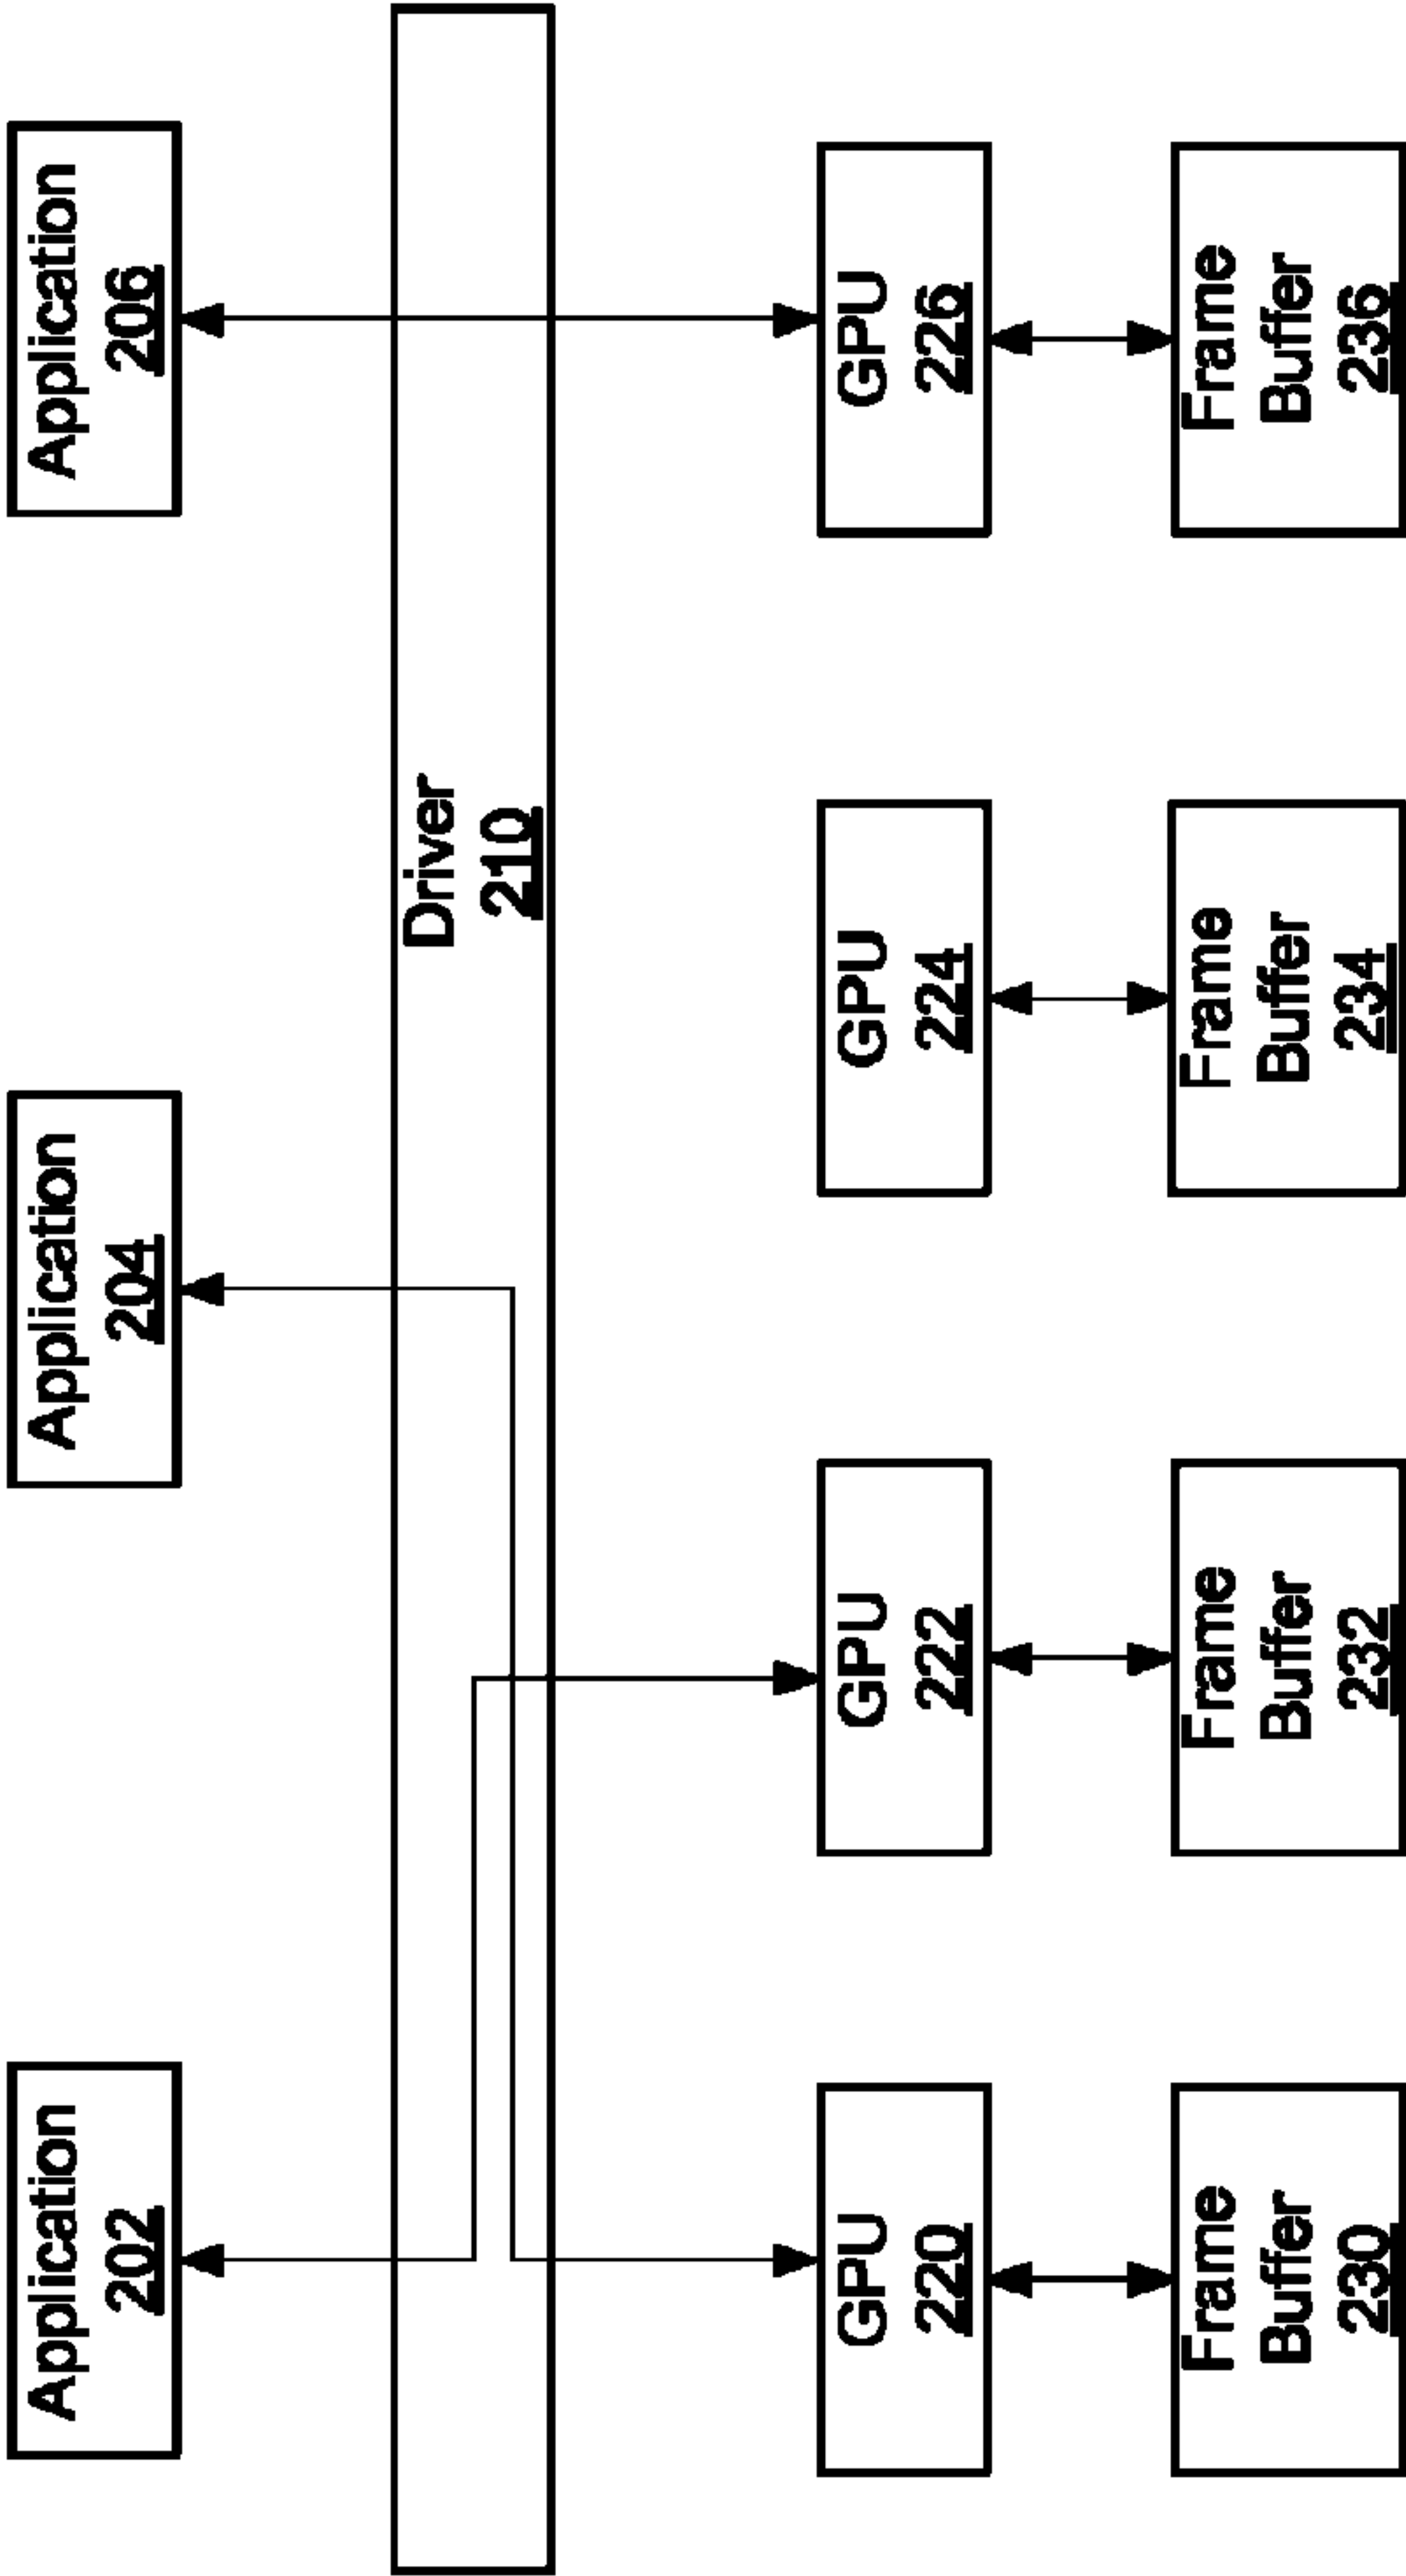 Application
202
Application
204
Application
206
Driver
210
GPU
220
GPU
222
GPU
224
GPU
226
Frame
Buffer
230
Frame
Buffer
232
Frame
Buffer
234
Frame
Buffer
236